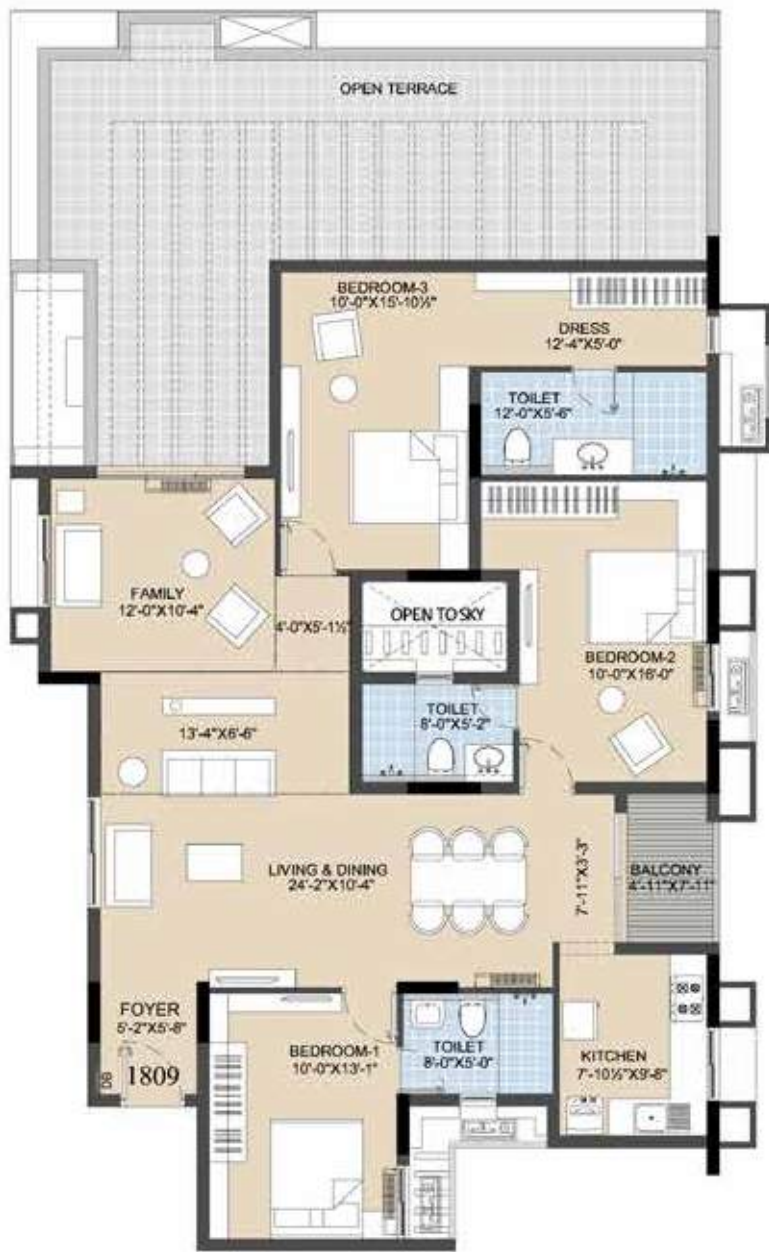 OPEN TERRACE
BEDROOM-3
10'-0"X15'-10½"
DRESS
12'-4"X5'-0"
TOILET
12'-0"X5'-6"
FAMILY
12'-0"X10'-4"
4'-0"X5'-1½"
OPEN TO SKY
BEDROOM-2
10'-0"X16'-0"
TOILET
8'-0"X5'-2"
13'-4"X6'-6"
LIVING & DINING
24'-2"X10'-4"
7'-11"X3'-3"
BALCONY
4'-11"X7'-11"
FOYER
5'-2"X5'-8"
DB
1809
BEDROOM-1
10'-0"X13'-1"
TOILET
8'-0"X5'-0"
KITCHEN
7'-10½"X9'-8"